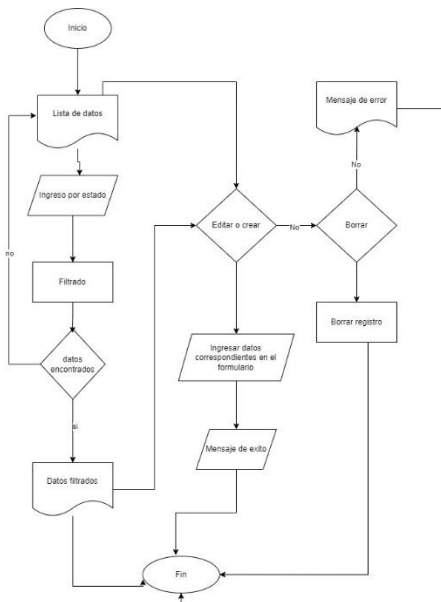 Inicio
Lista de datos
Mensaje de error
No
Ingreso por estado
Editar o crear
No
Borrar
no
Filtrado
Borrar registro
datos
encontrados
Ingresar datos
correspondientes en el
formulario
si
Mensaje de exito
Datos filtrados
Fin